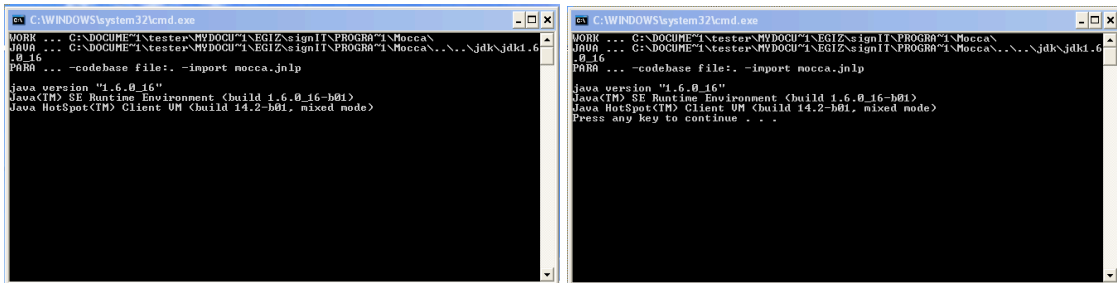 C:\WINDOWS\system32\cmd.exe
WORK ... C:\DOCUME~1\tester\MYDOCU~1\EGIZ\signIT\PROGRA~1\Mocca\
JAVA ... C:\DOCUME~1\tester\MYDOCU~1\EGIZ\signIT\PROGRA~1\Mocca\..\..\jdk\jdk1.6
.0_16
PARA ... -codebase file:. -import mocca.jnlp
java version "1.6.0_16"
Java(TM) SE Runtime Environment (build 1.6.0_16-b01)
Java HotSpot(TM) Client VM (build 14.2-b01, mixed mode)
C:\WINDOWS\system32\cmd.exe
WORK ... C:\DOCUME~1\tester\MYDOCU~1\EGIZ\signIT\PROGRA~1\Mocca\
JAVA ... C:\DOCUME~1\tester\MYDOCU~1\EGIZ\signIT\PROGRA~1\Mocca\..\..\jdk\jdk1.6
.0_16
PARA ... -codebase file:. -import mocca.jnlp
java version "1.6.0_16"
Java(TM) SE Runtime Environment (build 1.6.0_16-b01)
Java HotSpot(TM) Client VM (build 14.2-b01, mixed mode)
Press any key to continue . . .